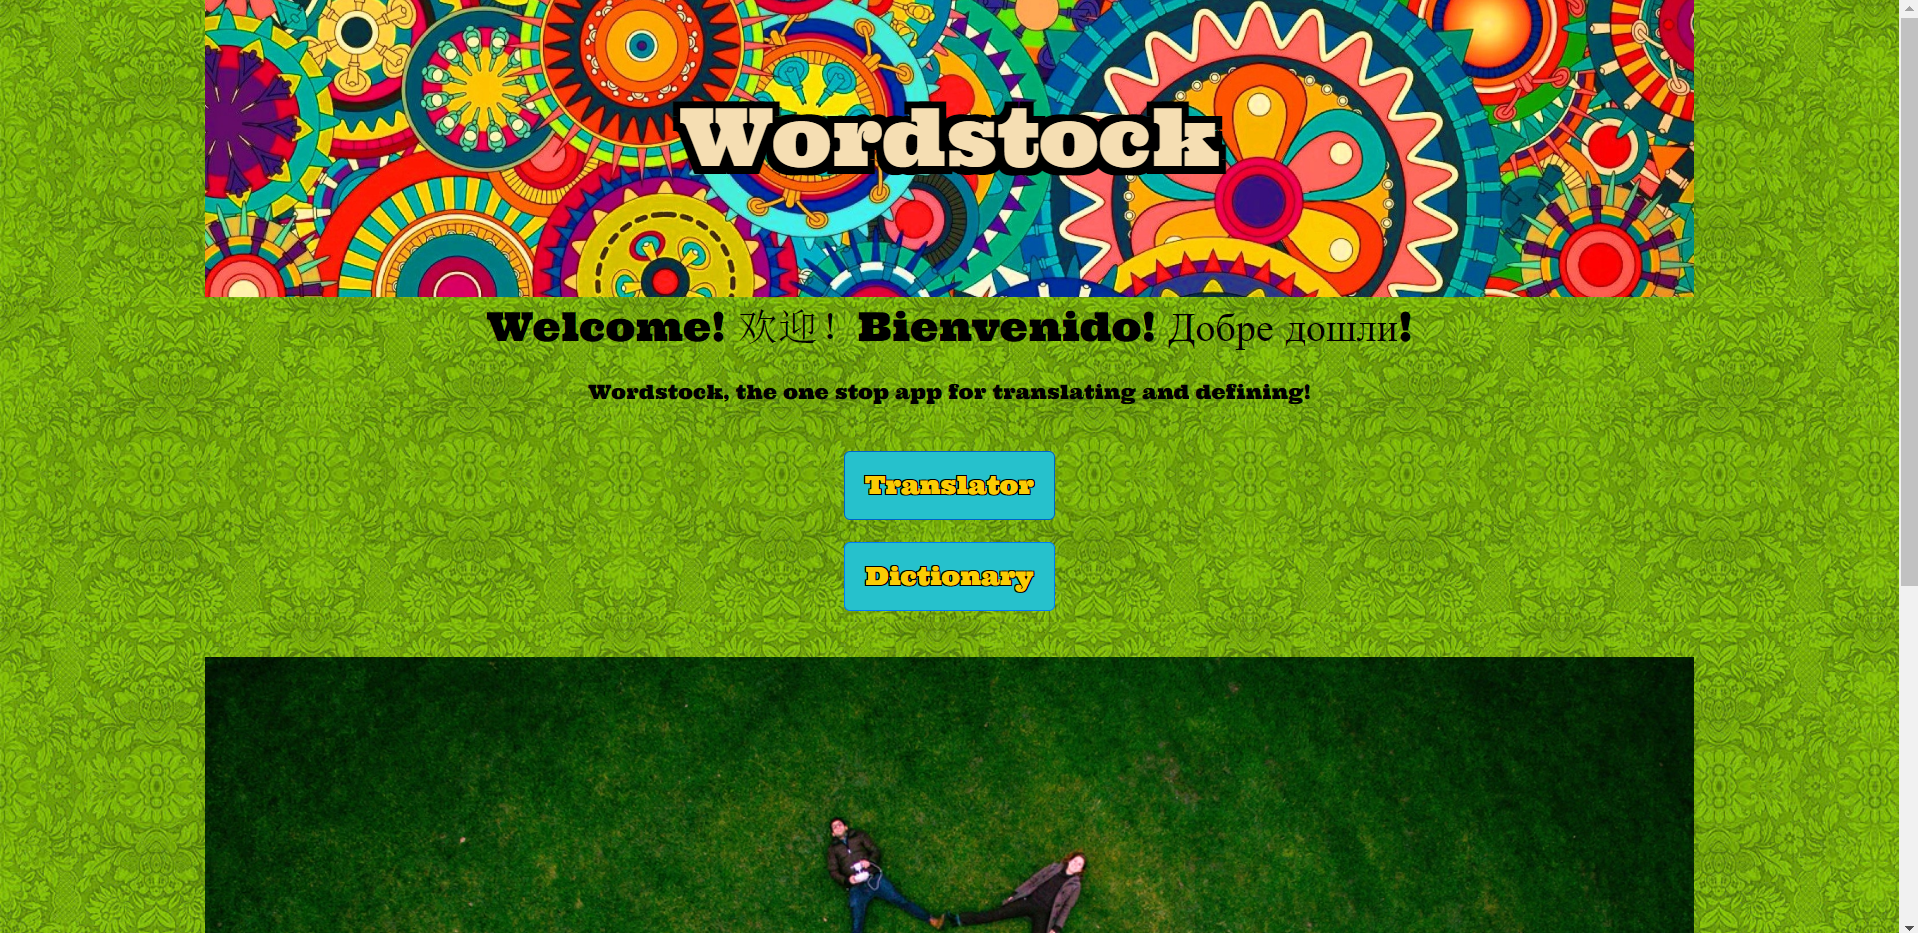 Wordstock
Welcome! 欢迎！ Bienvenido! Добре дошли!
Wordstock, the one stop app for translating and defining!
Translator
Dictionary